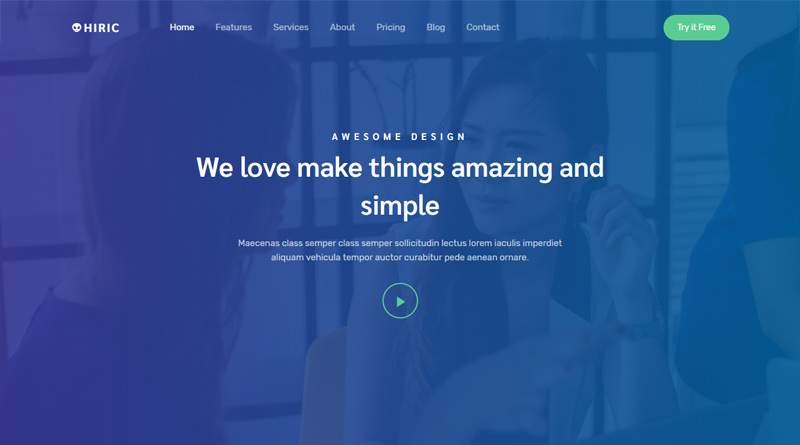 HIRIC
Home Features Services About Pricing Blog Contact
Try it Free
AWESOME DESIGN
We love make things amazing and
simple
Maecenas class semper class semper sollicitudin lectus lorem iaculis imperdiet
aliquam vehicula tempor auctor curabitur pede aenean ornare.